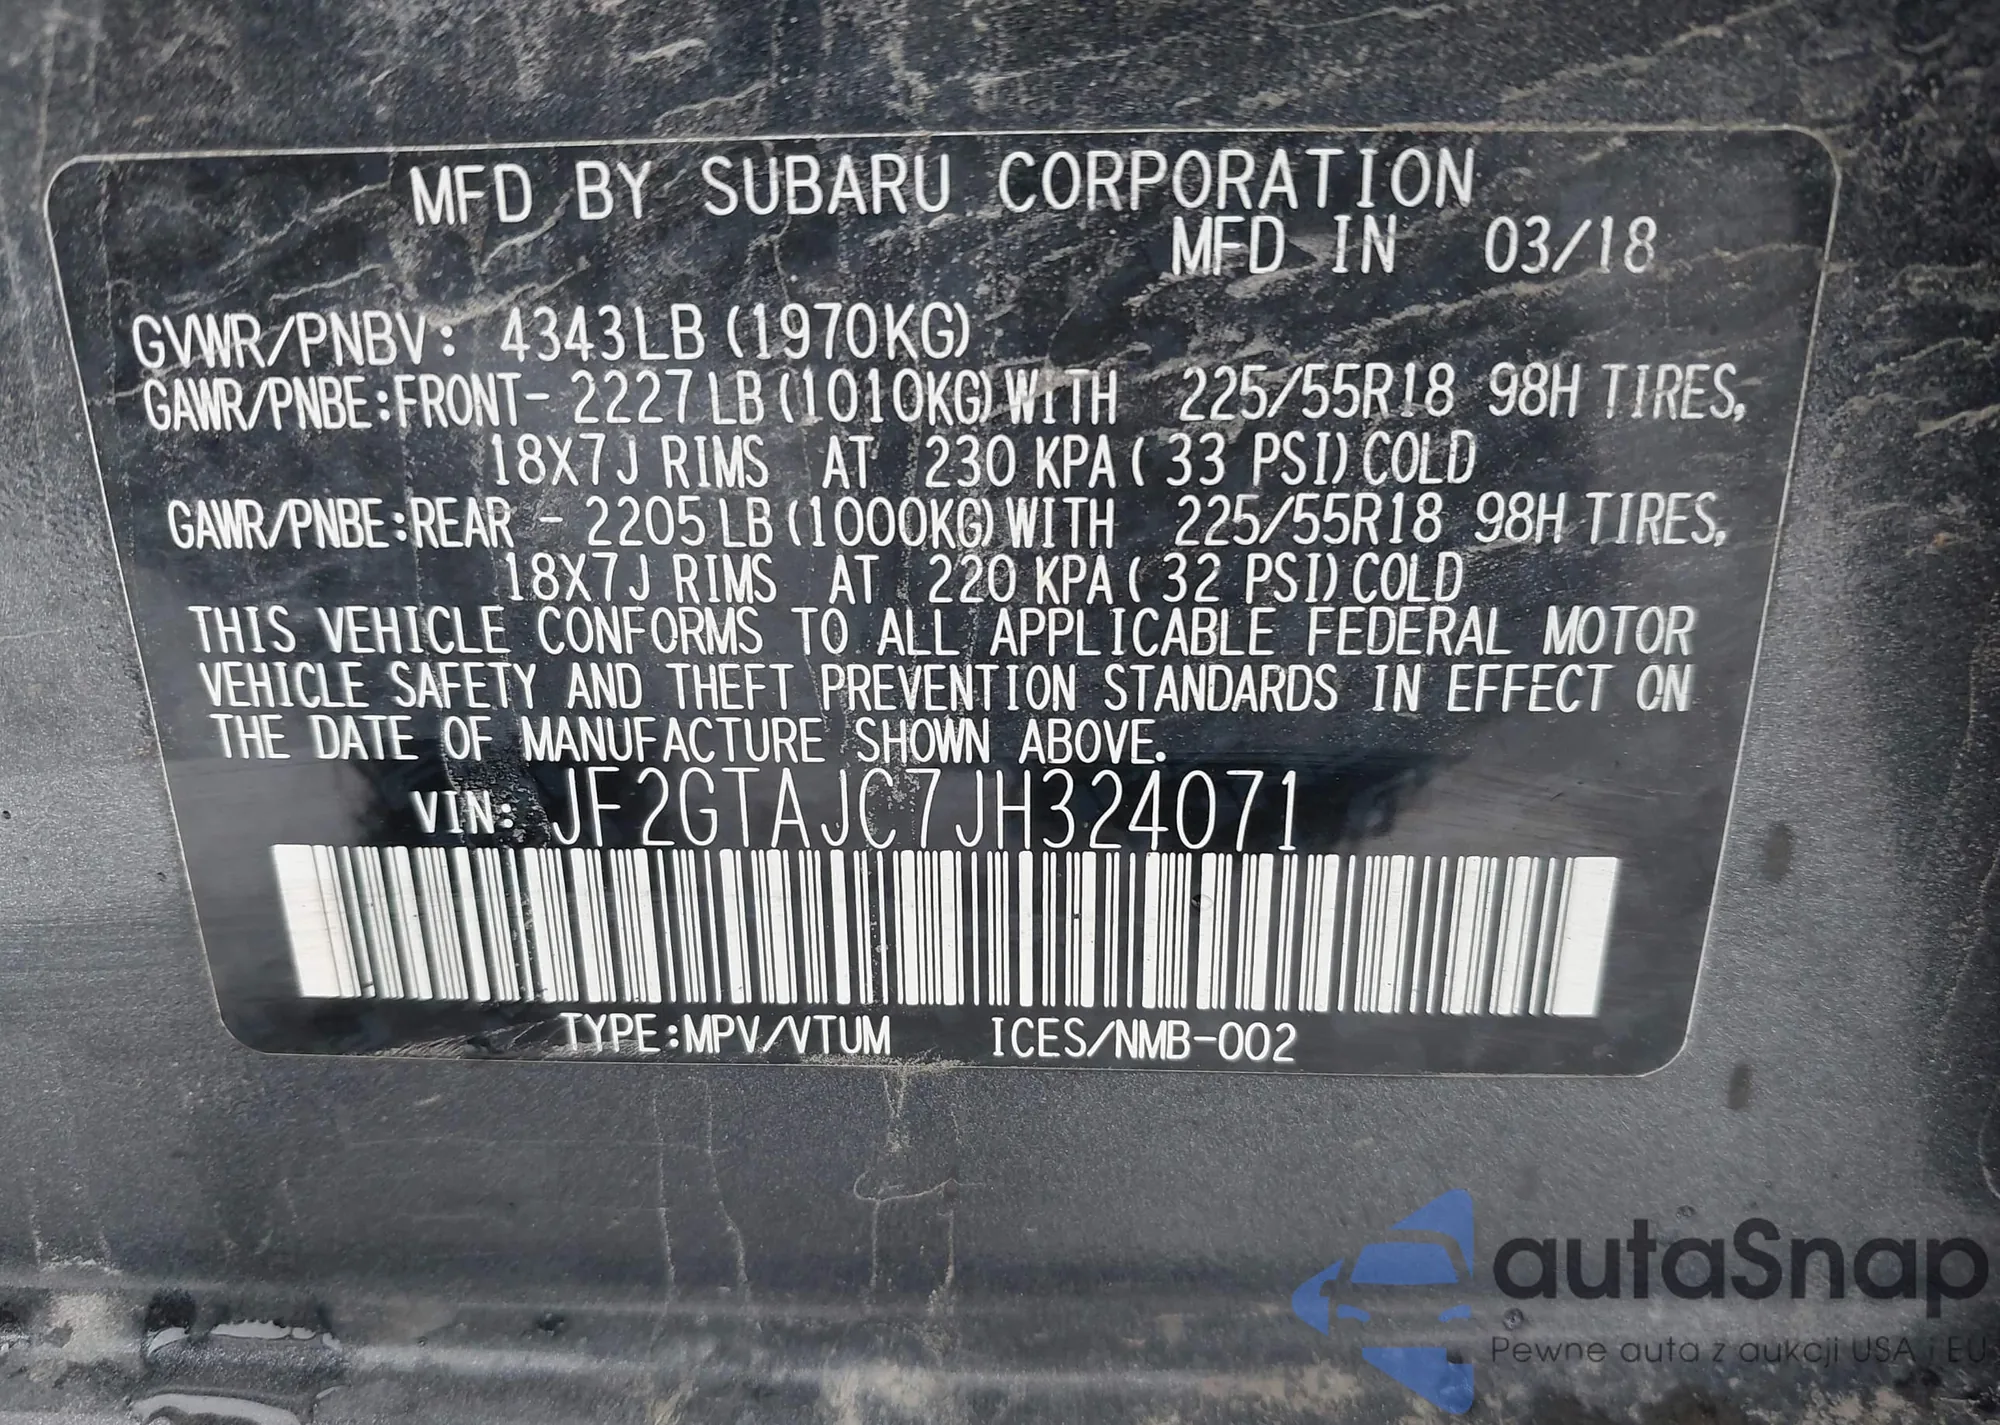 MFD BY SUBARU CORPORATION
MFD IN 03/18
GVWR/PNBV: 4343LB (1970KG)
GAWR/PNBE:FRONT- 2227LB(1010KG)WITH 225/55R18 98H TIRES,
18X7J RIMS AT 230 KPA( 33 PSI)COLD
GAWR/PNBE:REAR - 2205LB(1000KG)WITH 225/55R18 98H TIRES,
18X7J RIMS AT 220 KPA( 32 PSI)COLD
THIS VEHICLE CONFORMS TO ALL APPLICABLE FEDERAL MOTOR
VEHICLE SAFETY AND THEFT PREVENTION STANDARDS IN EFFECT ON
THE DATE OF MANUFACTURE SHOWN ABOVE.
VIN: JF2GTAJC7JH324071
TYPE:MPV/VTUM ICES/NMB-002
autaSnap
Pewne auta z aukcji USA i EU